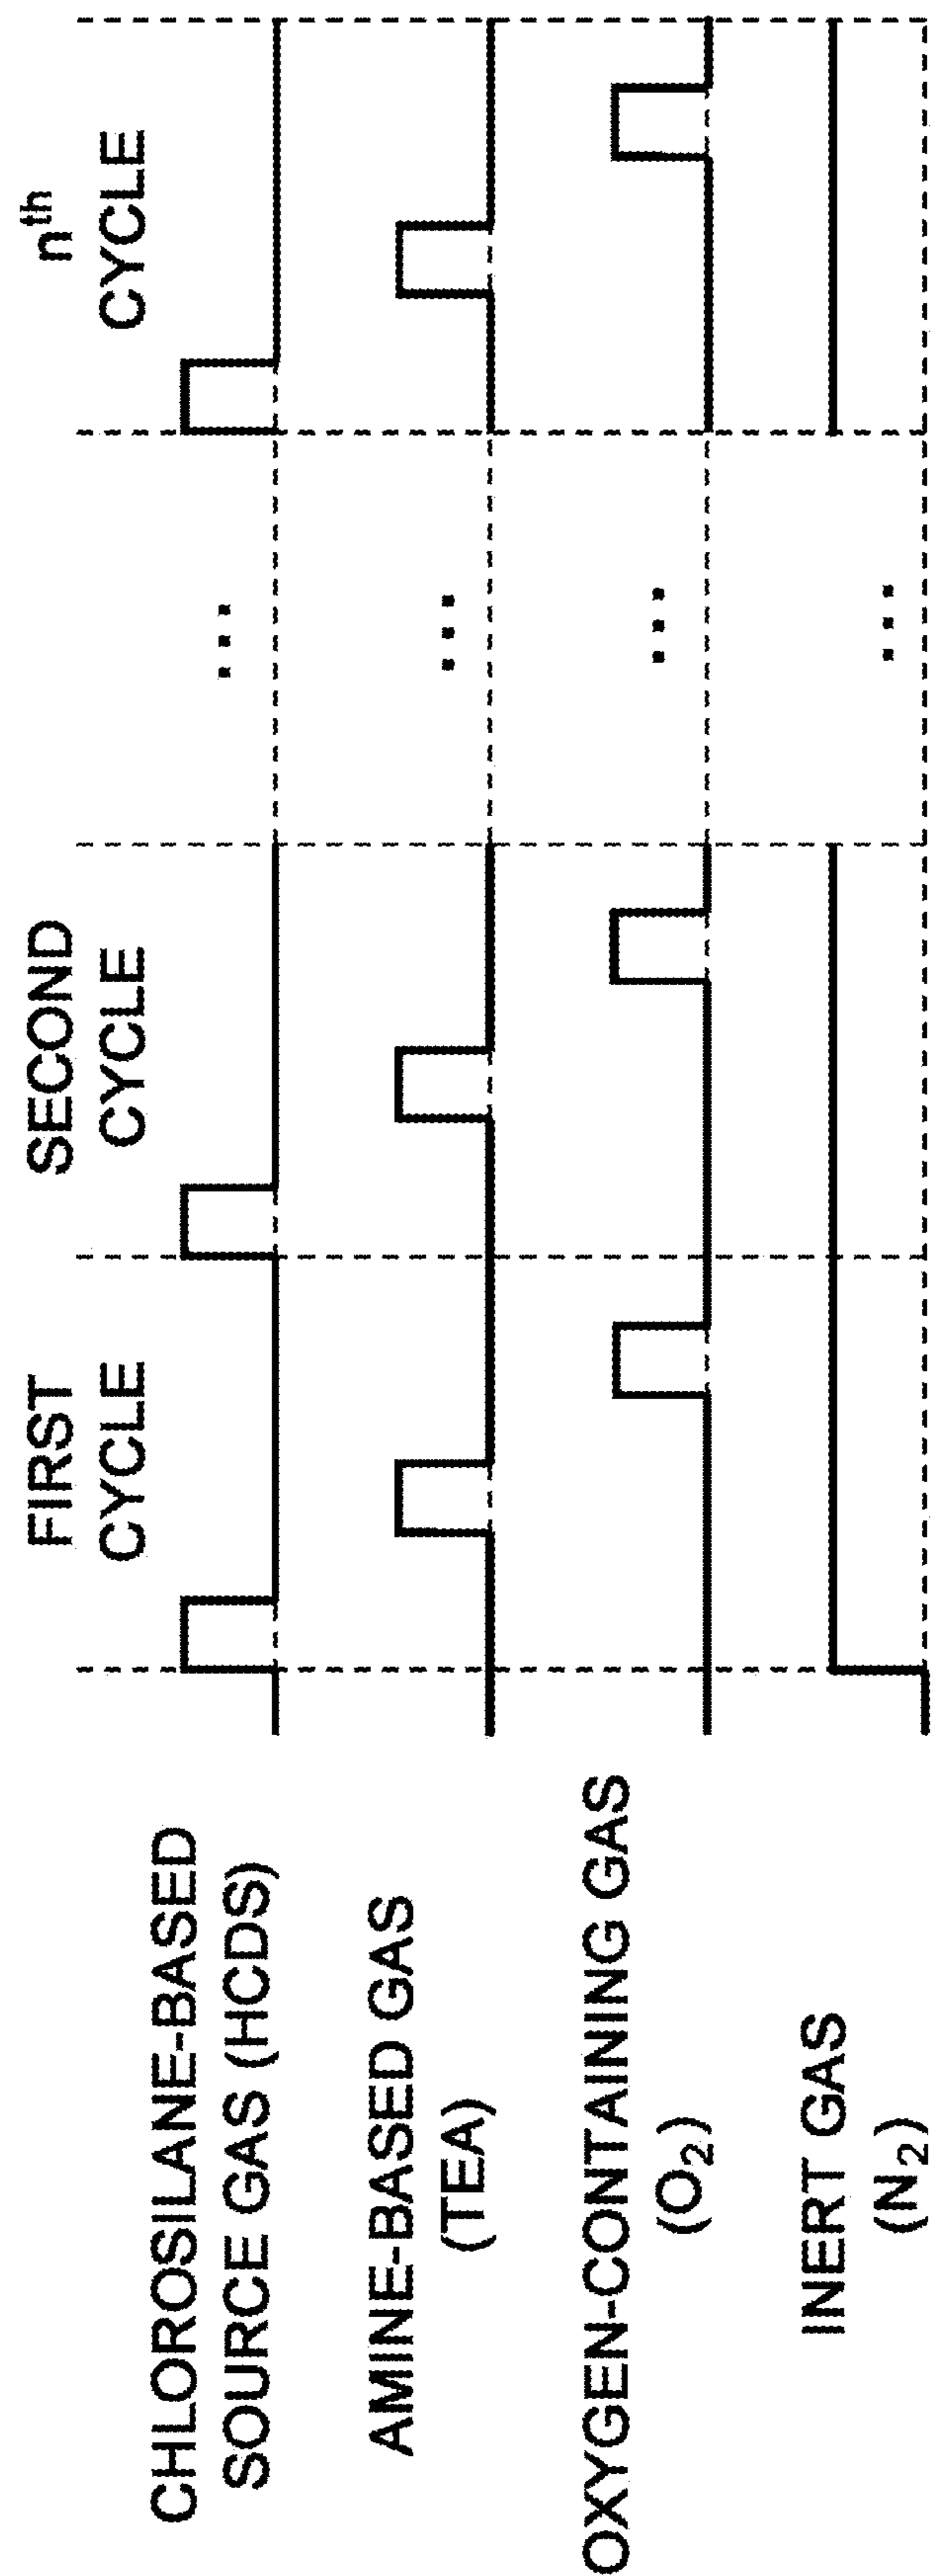 FIRST
CYCLE
SECOND
CYCLE
nth
CYCLE
CHLOROSILANE-BASED
SOURCE GAS (HCDS)
...
AMINE-BASED GAS
(TEA)
...
OXYGEN-CONTAINING GAS
(O2)
...
INERT GAS
(N2)
...